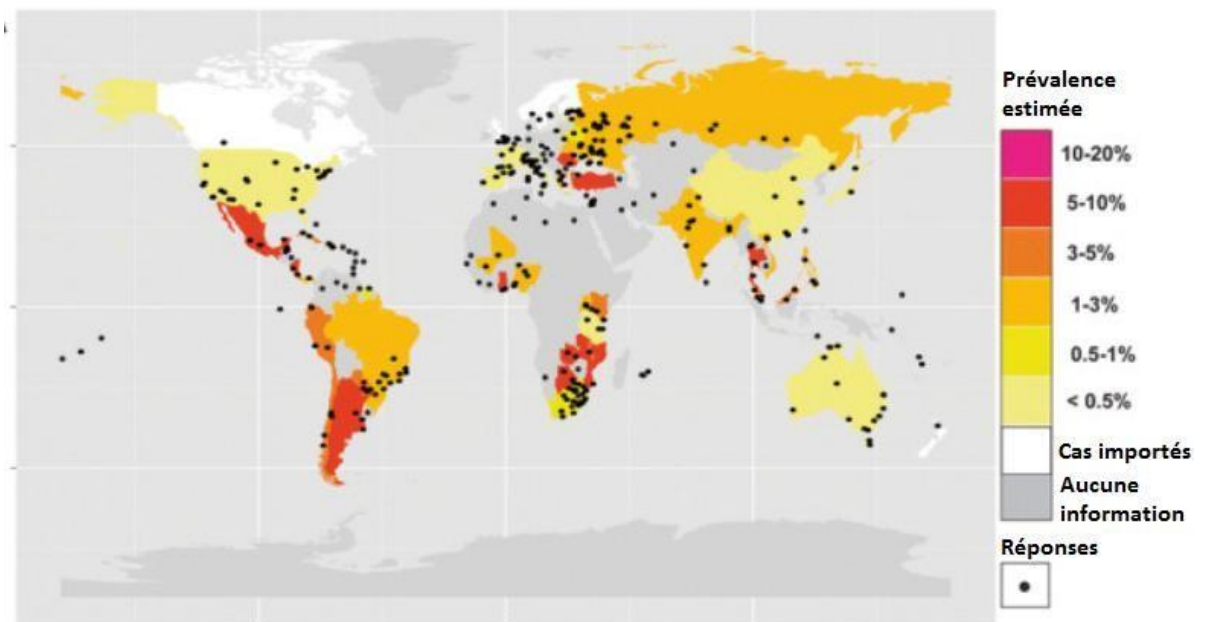 Prévalence
estimée
10-20%
5-10%
3-5%
1-3%
0.5-1%
< 0.5%
Cas importés
Aucune
information
Réponses